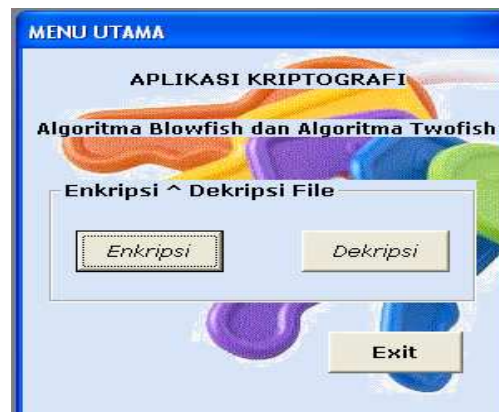 MENU UTAMA
APLIKASI KRIPTOGRAFI
Algoritma Blowfish dan Algoritma Twofish
Enkripsi ^ Dekripsi File
Enkripsi Dekripsi
Exit